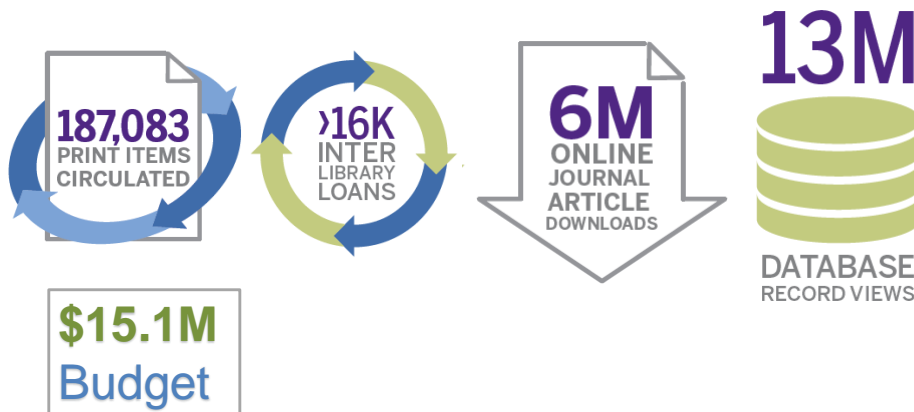 187,083
PRINT ITEMS
CIRCULATED
›16K
INTER
LIBRARY
LOANS
6M
ONLINE
JOURNAL
ARTICLE
DOWNLOADS
13M
DATABASE
RECORD VIEWS
$15.1M
Budget